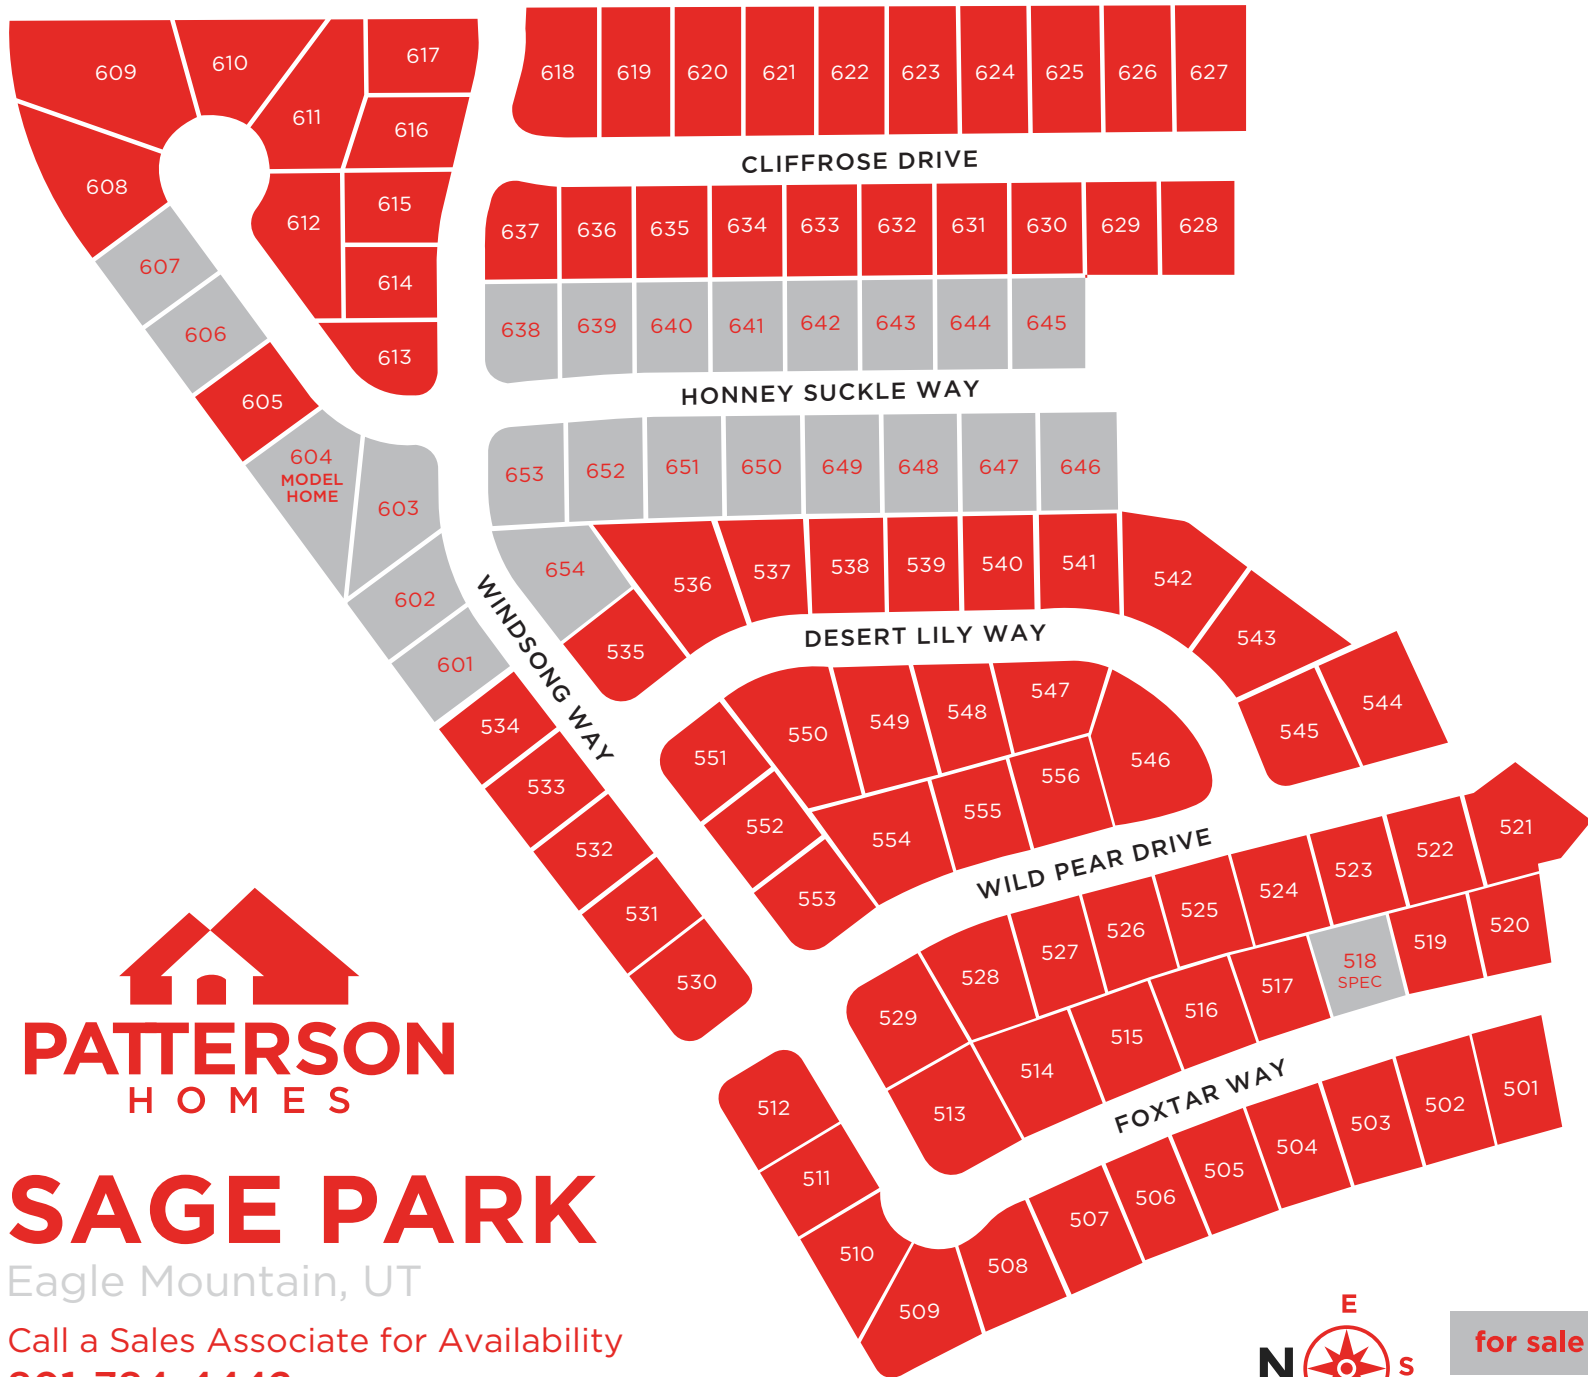 609
610
617
618 619 620 621 622 623 624 625 626 627
611
616
CLIFFROSE DRIVE
608
612
615
637 636 635 634 633 632 631 630 629 628
607
614
606
613
638 639 640 641 642 643 644 645
605
HONNEY SUCKLE WAY
604
MODEL
HOME
603
653 652 651 650 649 648 647 646
602
654
536 537 538 539 540 541 542
601
535
WINDSONG WAY
DESERT LILY WAY
543
534
551
550 549 548 547
546
545
544
533
552
554 555 556
532
553
WILD PEAR DRIVE
531
530
529 528 527 526 525 524 523 522 521
513 514 515 516 517
518
SPEC
519 520
512
FOXTAR WAY
511
510
509 508 507 506 505 504 503 502 501
PATTERSON
HOMES
SAGE PARK
Eagle Mountain, UT
Call a Sales Associate for Availability
E
N
S
for sale